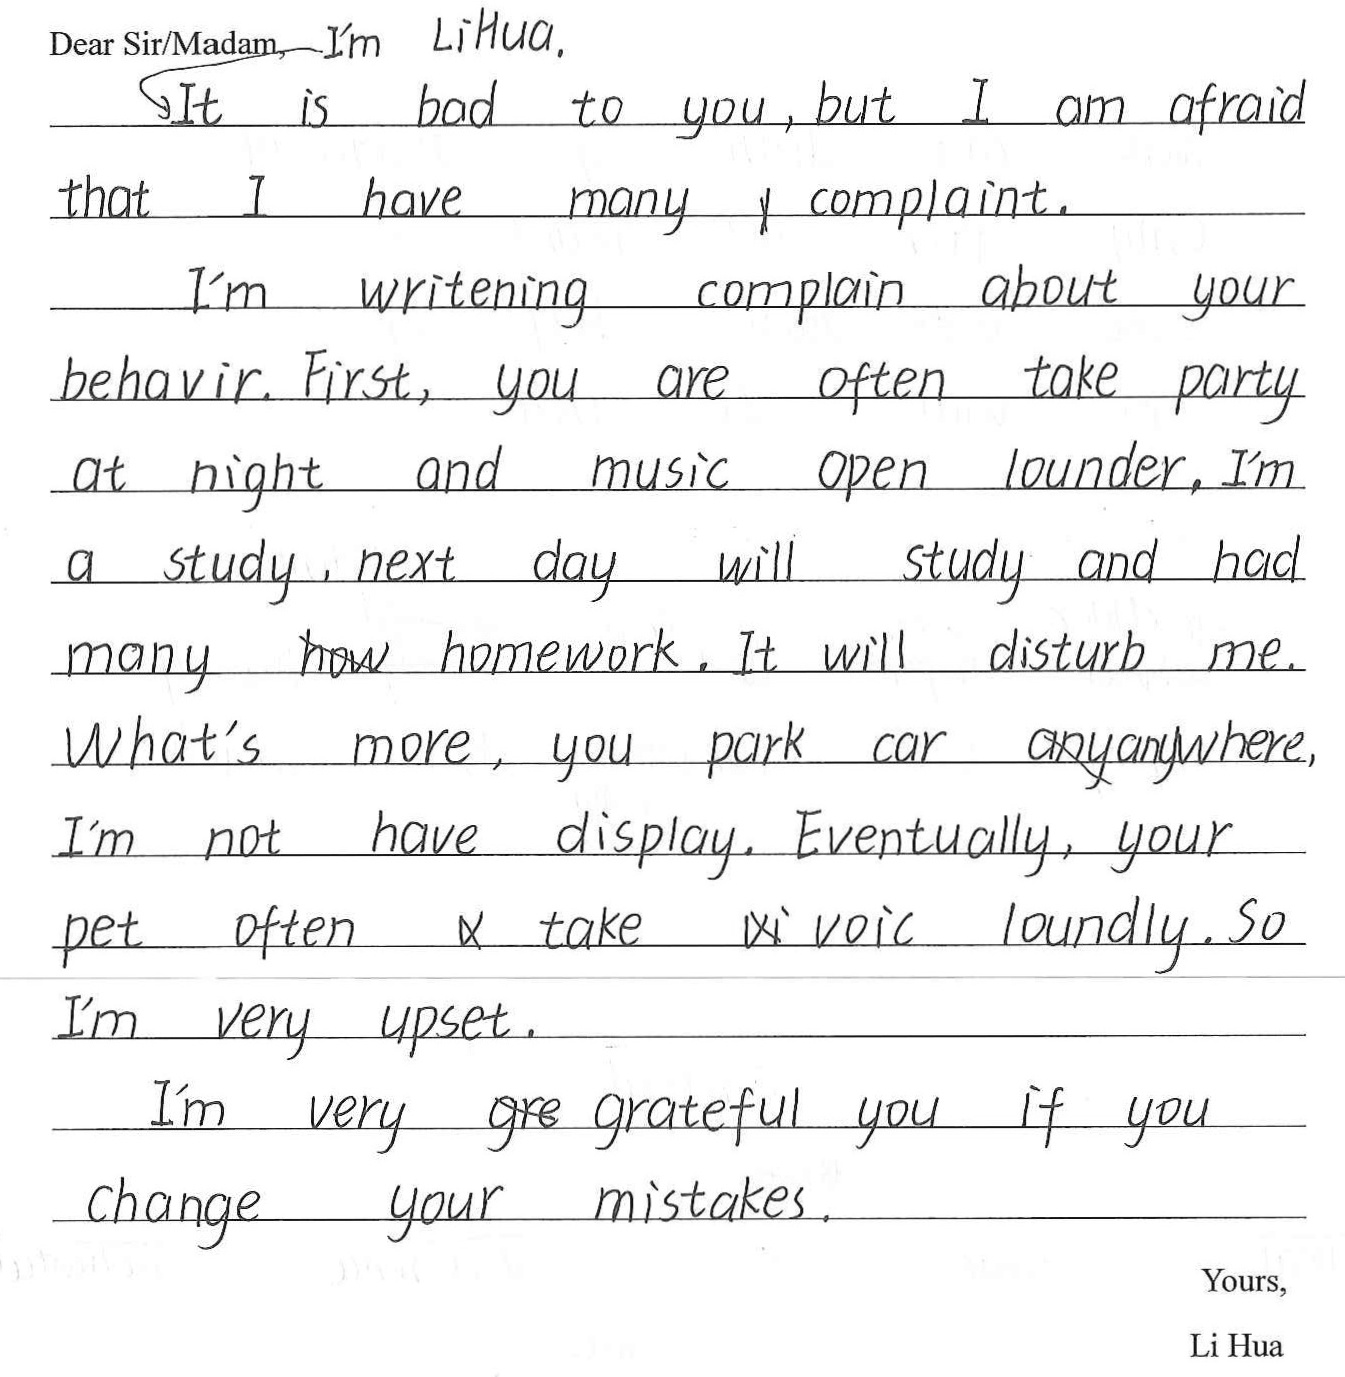 Dear Sir/Madam, I'm LiHua.
It is bad to you, but I am afraid
that I have many complaint.
I'm writening complain about your
behavir. First, you are often take party
at night and music open lounder. I'm
a study, next day will study and had
many how homework. It will disturb me.
What's more, you park car anyanywhere,
I'm not have display. Eventually, your
pet often take voic loundly. So
I'm very upset.
I'm very gre grateful you if you
change your mistakes.
Yours,
Li Hua